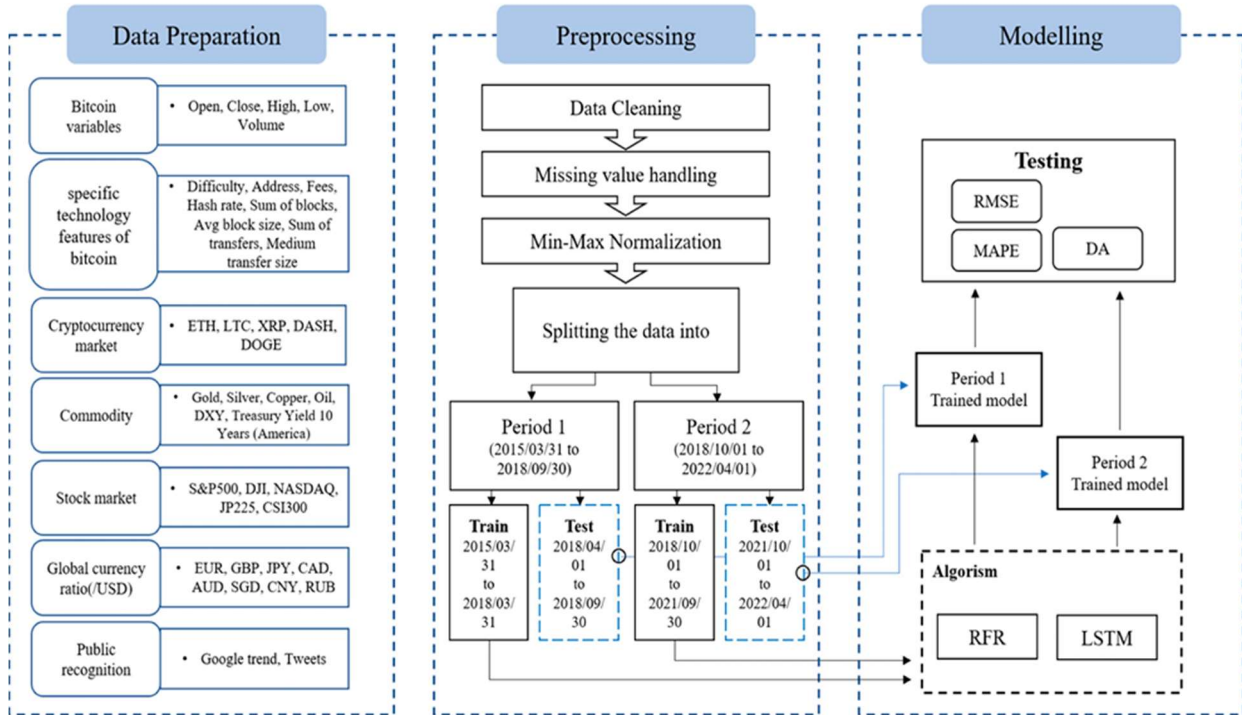 Data Preparation
Bitcoin
variables
• Open, Close, High, Low,
Volume
specific
technology
features of
bitcoin
• Difficulty, Address, Fees,
Hash rate, Sum of blocks,
Avg block size, Sum of
transfers, Medium
transfer size
Cryptocurrency
market
• ETH, LTC, XRP, DASH,
DOGE
Commodity
• Gold, Silver, Copper, Oil,
DXY, Treasury Yield 10
Years (America)
Stock market
• S&P500, DJI, NASDAQ,
JP225, CSI300
Global currency
ratio(/USD)
• EUR, GBP, JPY, CAD,
AUD, SGD, CNY, RUB
Public
recognition
• Google trend, Tweets
Preprocessing
Data Cleaning
Missing value handling
Min-Max Normalization
Splitting the data into
Period 1
(2015/03/31 to
2018/09/30)
Period 2
(2018/10/01 to
2022/04/01)
Train
2015/03/
31
to
2018/03/
31
Test
2018/04/
01
to
2018/09/
30
Train
2018/10/
01
to
2021/09/
30
Test
2021/10/
01
to
2022/04/
01
Modelling
Testing
RMSE
MAPE
DA
Period 1
Trained model
Period 2
Trained model
Algorism
RFR
LSTM